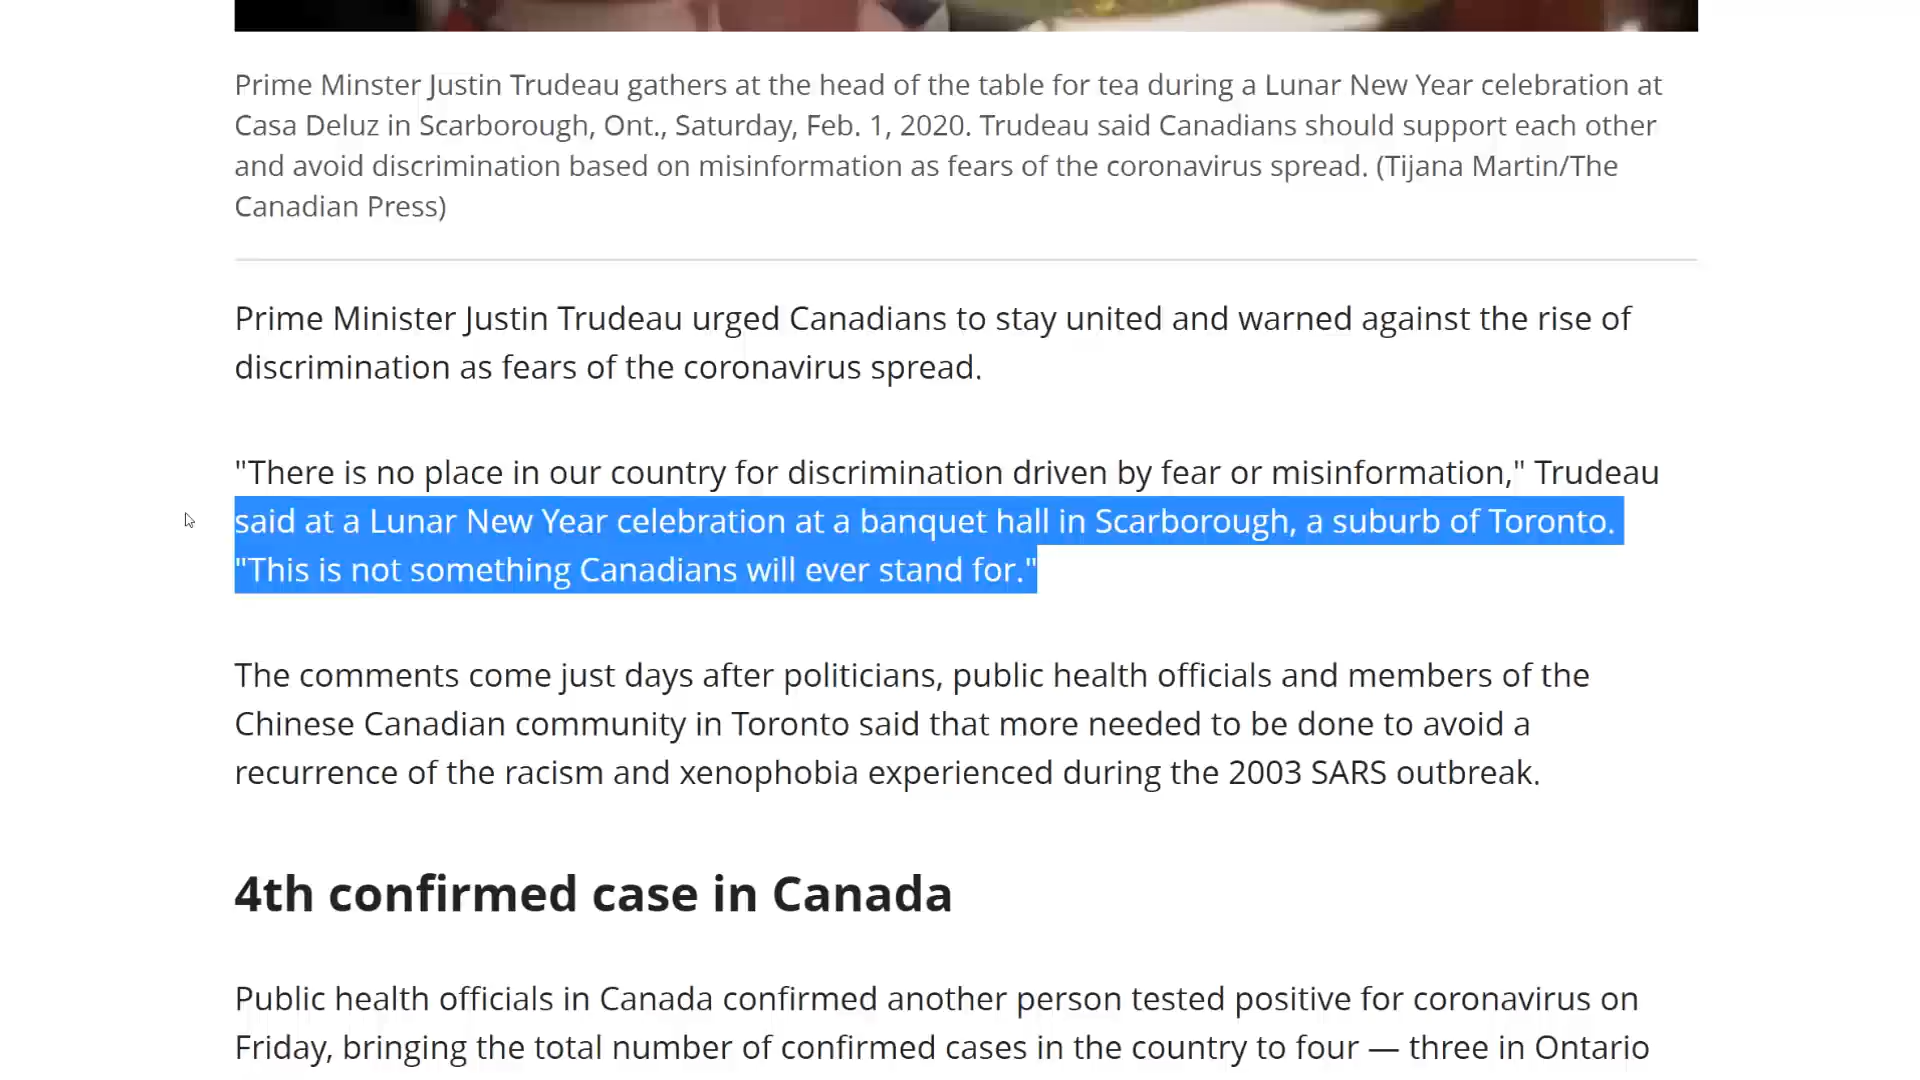 Prime Minster Justin Trudeau gathers at the head of the table for tea during a Lunar New Year celebration at
Casa Deluz in Scarborough, Ont., Saturday, Feb. 1, 2020. Trudeau said Canadians should support each other
and avoid discrimination based on misinformation as fears of the coronavirus spread. (Tijana Martin/The
Canadian Press)
Prime Minister Justin Trudeau urged Canadians to stay united and warned against the rise of
discrimination as fears of the coronavirus spread.
"There is no place in our country for discrimination driven by fear or misinformation," Trudeau
said at a Lunar New Year celebration at a banquet hall in Scarborough, a suburb of Toronto.
"This is not something Canadians will ever stand for."
The comments come just days after politicians, public health officials and members of the
Chinese Canadian community in Toronto said that more needed to be done to avoid a
recurrence of the racism and xenophobia experienced during the 2003 SARS outbreak.
4th confirmed case in Canada
Public health officials in Canada confirmed another person tested positive for coronavirus on
Friday, bringing the total number of confirmed cases in the country to four — three in Ontario